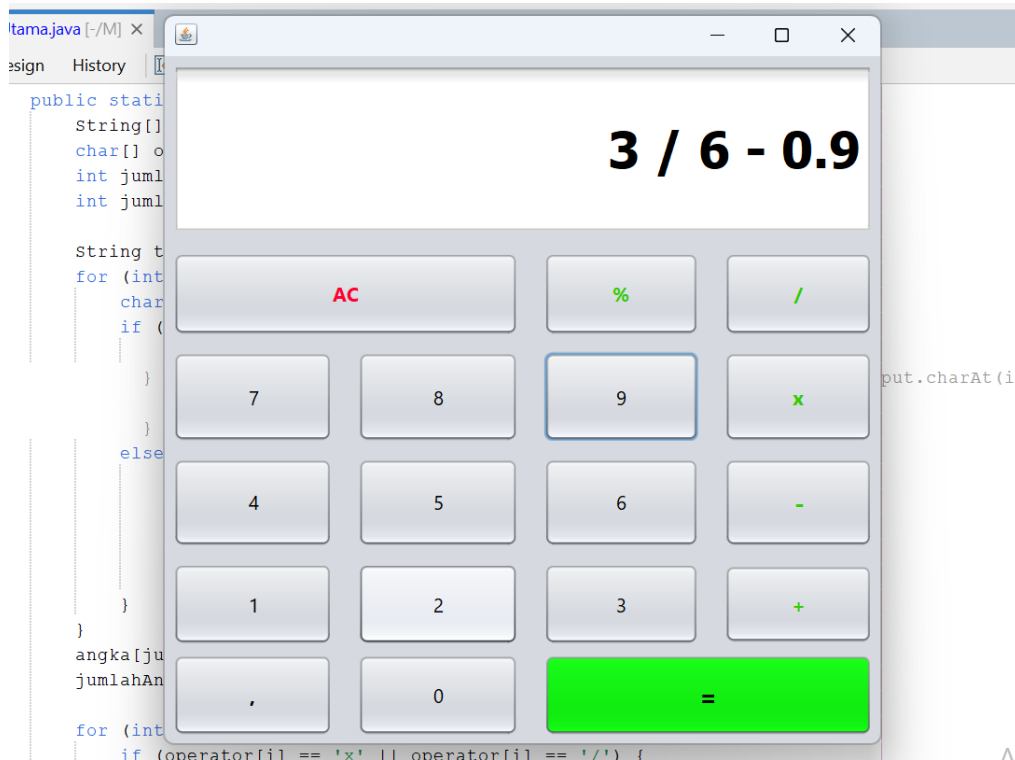 tama.java [-/M] ×
esign History
3 / 6 - 0.9
AC % /
7 8 9 x
4 5 6 -
1 2 3 +
, 0 =
public stati
String[]
char[] o
int juml
int juml
String t
for (int
char
if (
} put.charAt(i
}
else
}
}
angka[ju
jumlahAn
for (int
if (operator[i] == 'x' || operator[i] == '/') {